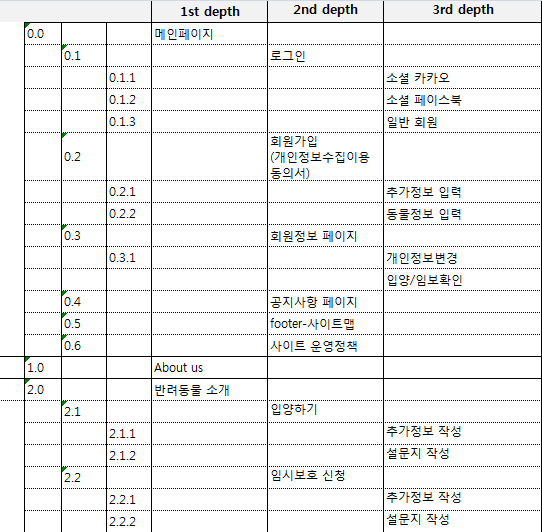 1st depth 2nd depth 3rd depth
0.0 메인페이지
0.1 로그인
0.1.1 소셜 카카오
0.1.2 소셜 페이스북
0.1.3 일반 회원
0.2 회원가입
(개인정보수집이용
동의서)
0.2.1 추가정보 입력
0.2.2 동물정보 입력
0.3 회원정보 페이지
0.3.1 개인정보변경
입양/임보확인
0.4 공지사항 페이지
0.5 footer-사이트맵
0.6 사이트 운영정책
1.0 About us
2.0 반려동물 소개
2.1 입양하기
2.1.1 추가정보 작성
2.1.2 설문지 작성
2.2 임시보호 신청
2.2.1 추가정보 작성
2.2.2 설문지 작성